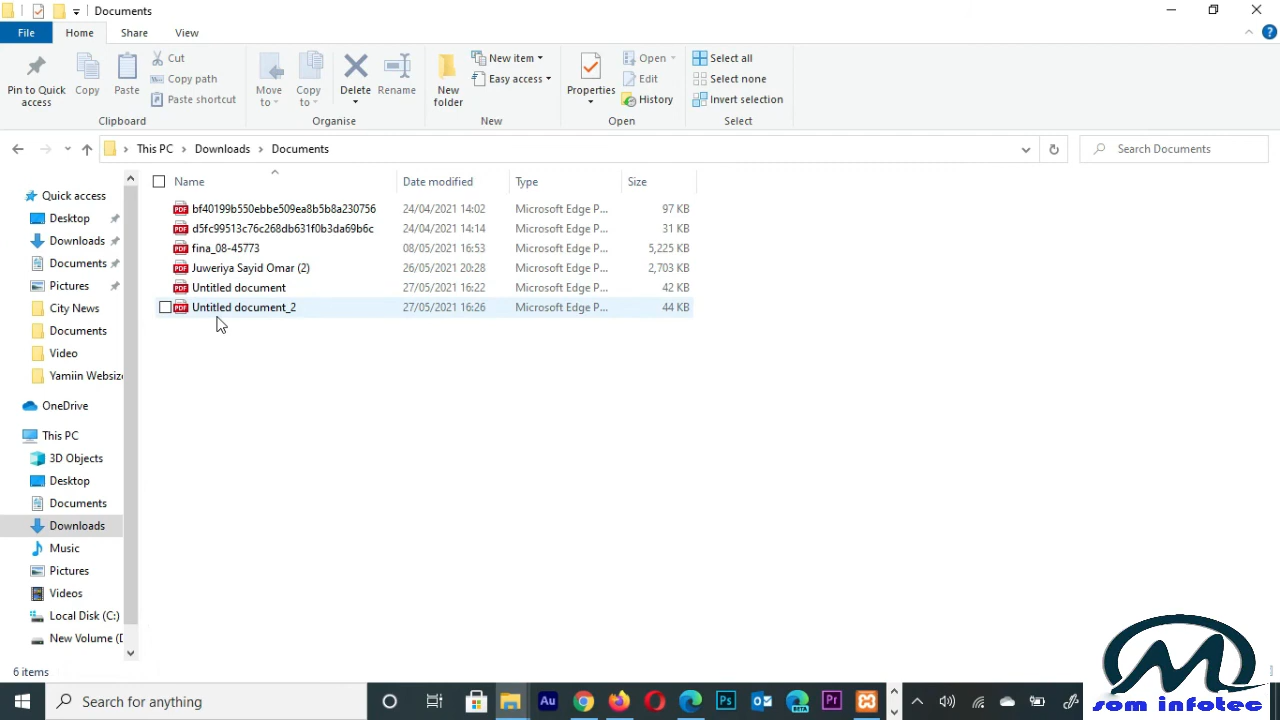 Documents
File Home Share View
Pin to Quick access
Copy
Paste
Cut
Copy path
Paste shortcut
Clipboard
Move to
Copy to
Delete
Rename
Organise
New folder
New item
Easy access
New
Properties
Open
Edit
History
Open
Select all
Select none
Invert selection
Select
This PC Downloads Documents
Search Documents
Name Date modified Type Size
bf40199b550ebbe509ea8b5b8a230756 24/04/2021 14:02 Microsoft Edge P... 97 KB
d5fc99513c76c268db631f0b3da69b6c 24/04/2021 14:14 Microsoft Edge P... 31 KB
fina_08-45773 08/05/2021 16:53 Microsoft Edge P... 5,225 KB
Juweriya Sayid Omar (2) 26/05/2021 20:28 Microsoft Edge P... 2,703 KB
Untitled document 27/05/2021 16:22 Microsoft Edge P... 42 KB
Untitled document_2 27/05/2021 16:26 Microsoft Edge P... 44 KB
Quick access
Desktop
Downloads
Documents
Pictures
City News
Documents
Video
Yamiin Websiz
OneDrive
This PC
3D Objects
Desktop
Documents
Downloads
Music
Pictures
Videos
Local Disk (C:)
New Volume (D
6 items
Search for anything
Au
Ps
BETA
Pr
som infotec